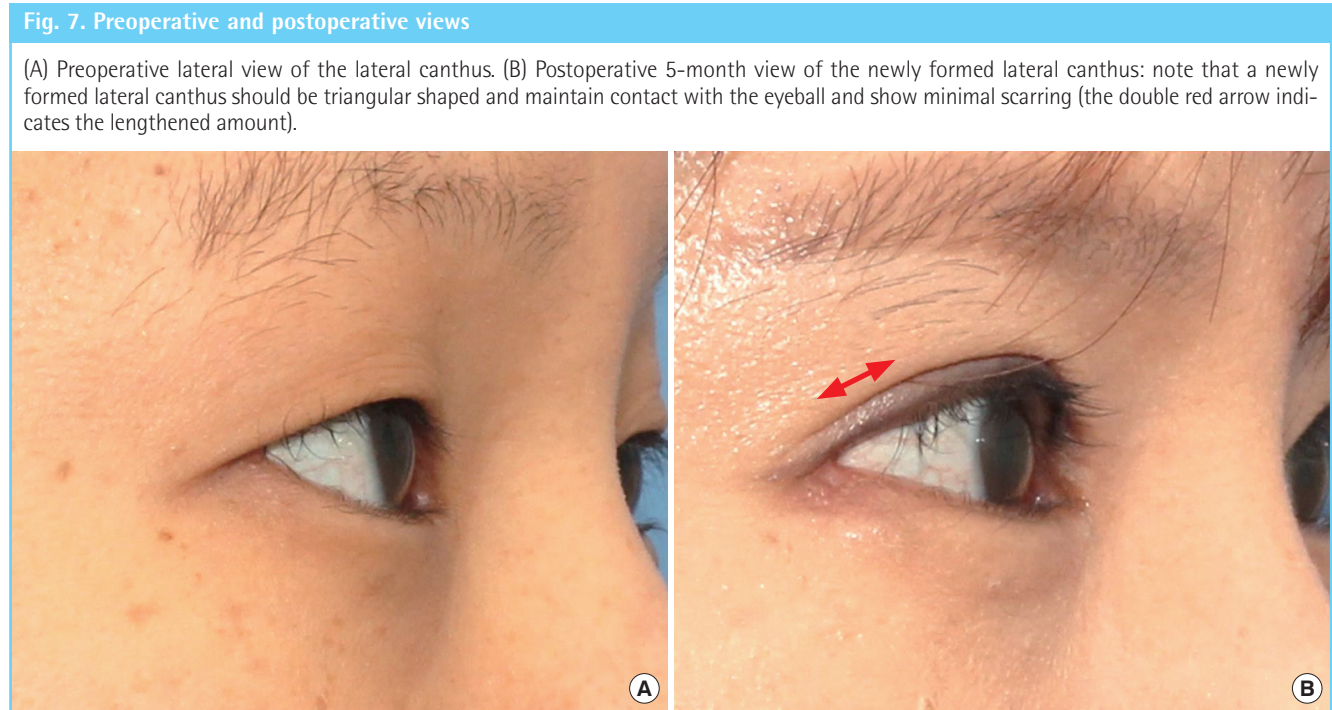 Fig. 7. Preoperative and postoperative views
(A) Preoperative lateral view of the lateral canthus. (B) Postoperative 5-month view of the newly formed lateral canthus: note that a newly
formed lateral canthus should be triangular shaped and maintain contact with the eyeball and show minimal scarring (the double red arrow indi-
cates the lengthened amount).
A
B